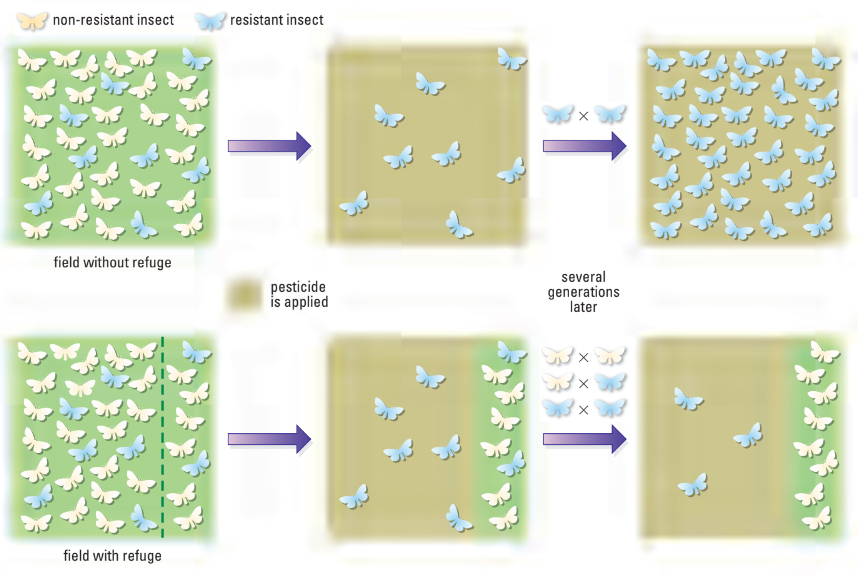 non-resistant insect
resistant insect
×
field without refuge
pesticide
is applied
several
generations
later
×
×
×
field with refuge